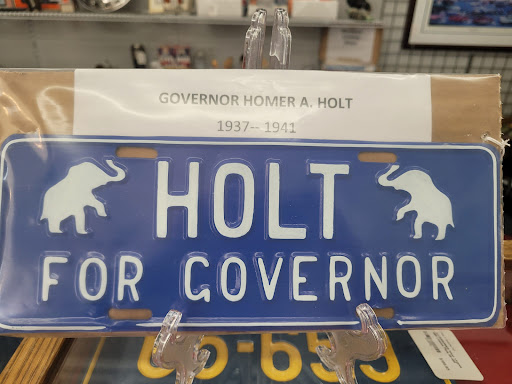 GOVERNOR HOMER A. HOLT
1937-- 1941
HOLT
FOR GOVERNOR